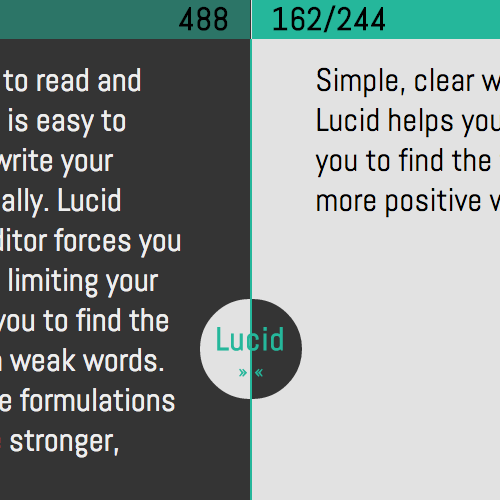 488
to read and
is easy to
write your
ally. Lucid
ditor forces you
limiting your
you to find the
weak words.
e formulations
stronger,
162/244
Simple, clear w
Lucid helps you
you to find the
more positive v
Lucid
» «